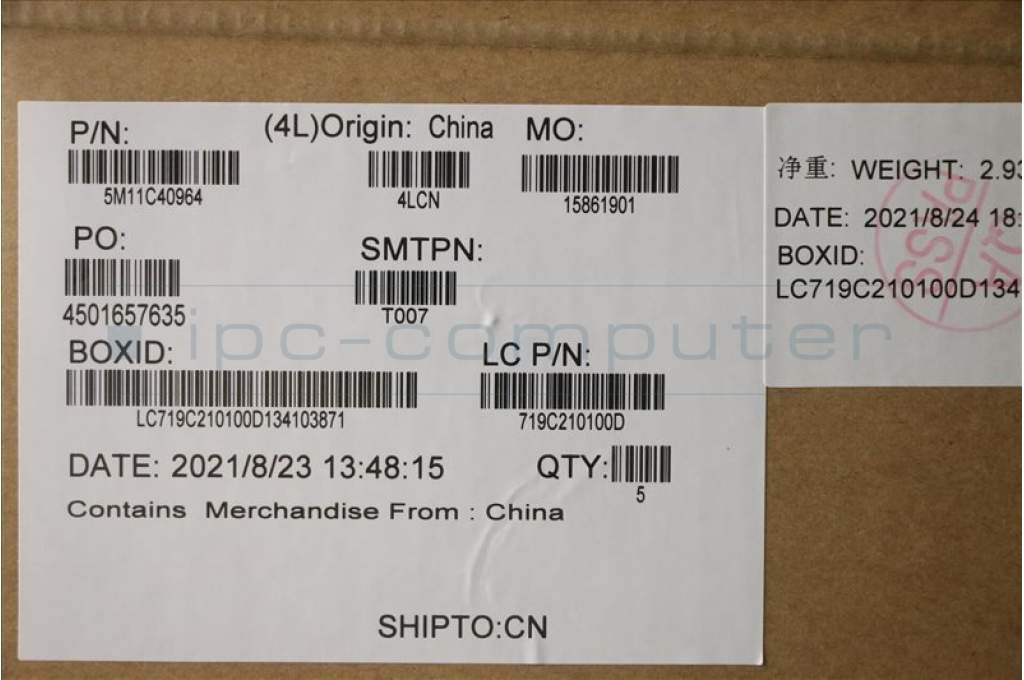 P/N:
5M11C40964
(4L)Origin: China
4LCN
MO:
15861901
PO:
4501657635
SMTPN:
T007
BOXID:
LC719C210100D134103871
LC P/N:
719C210100D
DATE: 2021/8/23 13:48:15
QTY:
5
Contains Merchandise From : China
SHIPTO:CN
净重: WEIGHT: 2.93
DATE: 2021/8/24 18:
BOXID:
LC719C210100D134
ipc-computer